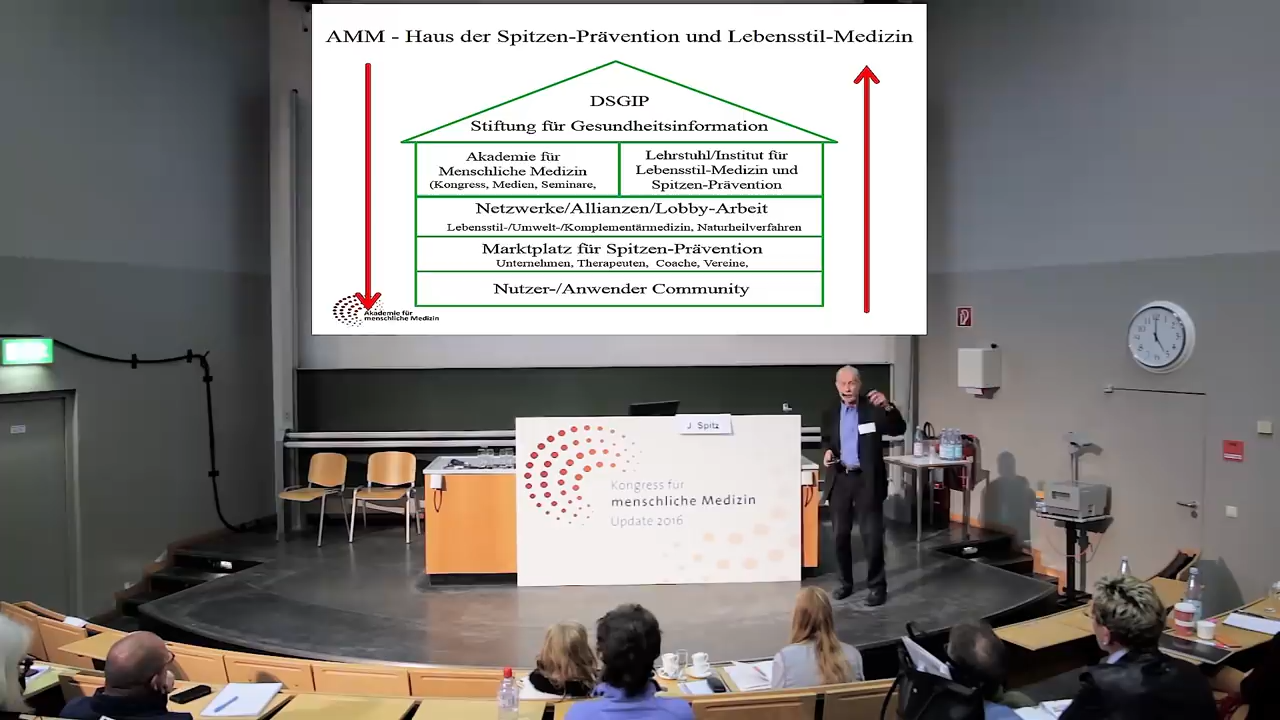 AMM - Haus der Spitzen-Prävention und Lebensstil-Medizin
DSGIP
Stiftung für Gesundheitsinformation
Akademie für
Menschliche Medizin
(Kongress, Medien, Seminare,
Lehrstuhl/Institut für
Lebensstil-Medizin und
Spitzen-Prävention
Netzwerke/Allianzen/Lobby-Arbeit
Lebensstil-/Umwelt-/Komplementärmedizin, Naturheilverfahren
Marktplatz für Spitzen-Prävention
Unternehmen, Therapeuten, Coache, Vereine,
Nutzer-/Anwender Community
Akademie für
menschliche Medizin
J. Spitz
Kongress für
menschliche Medizin
Update 2016